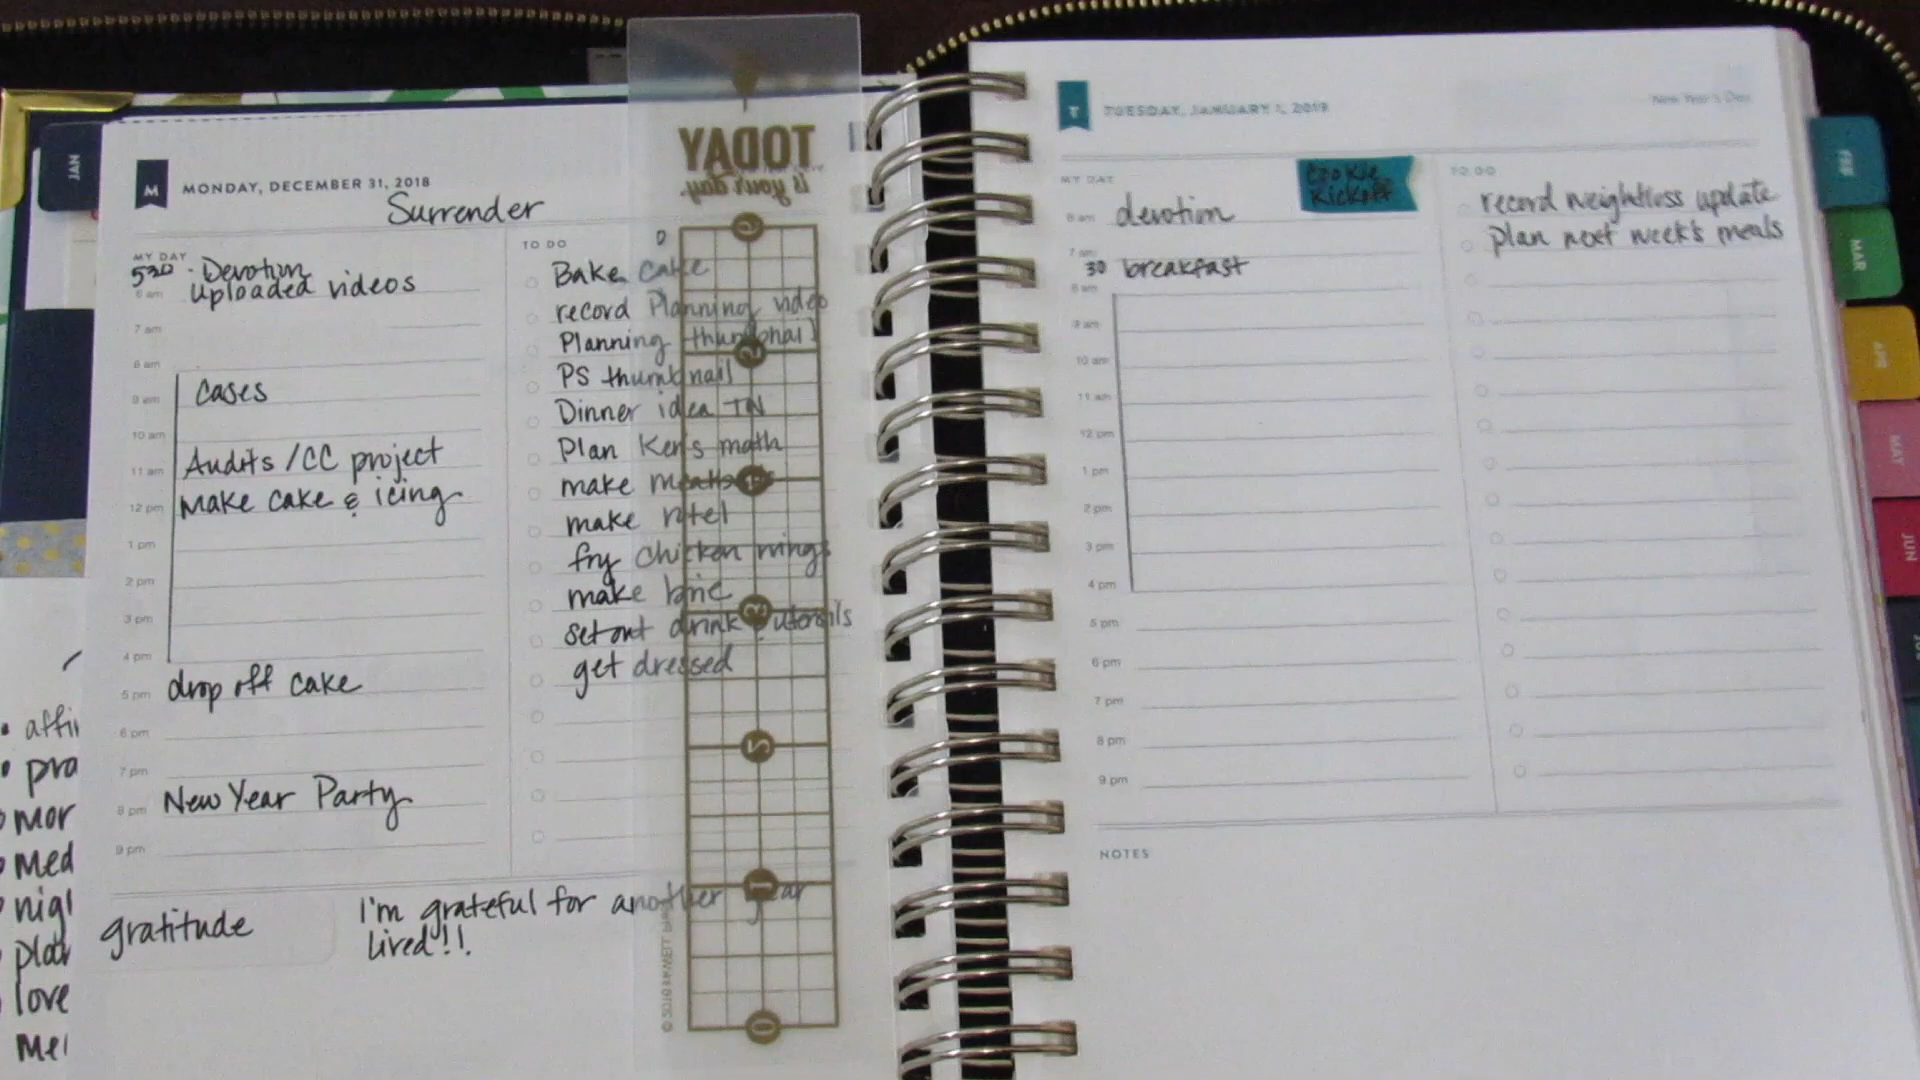 JAN
M
MONDAY, DECEMBER 31, 2018
Surrender
MY DAY
530 - Devotion
6 am uploaded videos
7 am
8 am
9 am cases
10 am
11 am Audits / CC project
12 pm Make cake & icing
1 pm
2 pm
3 pm
4 pm
5 pm drop off cake
6 pm
7 pm
8 pm New Year Party
9 pm
TO DO
Bake cake
record Planning video
Planning thumbnail
PS thumbnail
Dinner idea TN
Plan Ken's math
make meatballs
make rotel
fry chicken wings
make brie
set out drink & utensils
get dressed
gratitude
I'm grateful for another year
lived!!
TODAY
is your day.
0
1
2
3
T
TUESDAY, JANUARY 1, 2019
New Year's Day
MY DAY
cookie
kickoff
6 am devotion
7 am
30 breakfast
8 am
9 am
10 am
11 am
12 pm
1 pm
2 pm
3 pm
4 pm
5 pm
6 pm
7 pm
8 pm
9 pm
TO DO
record weightloss update
plan next week's meals
NOTES
FEB
MAR
APR
MAY
JUN